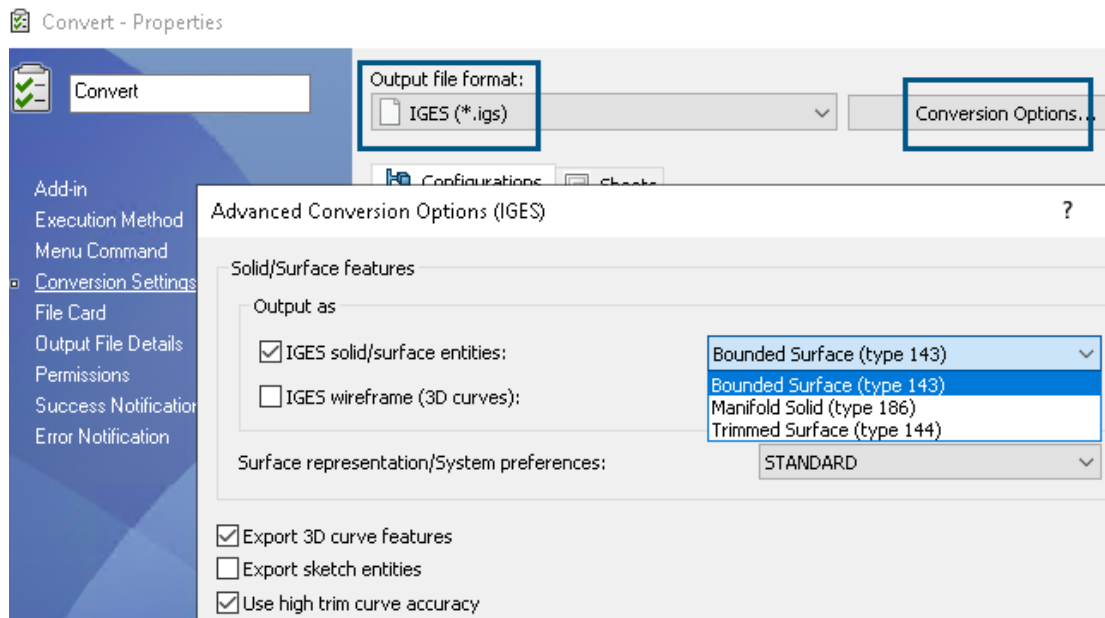 Convert - Properties
Convert
Output file format:
IGES (*.igs)
Conversion Options...
Configurations
Sheets
Add-in
Execution Method
Menu Command
Conversion Settings
File Card
Output File Details
Permissions
Success Notification
Error Notification
Advanced Conversion Options (IGES)
?
Solid/Surface features
Output as
IGES solid/surface entities:
Bounded Surface (type 143)
Bounded Surface (type 143)
Manifold Solid (type 186)
Trimmed Surface (type 144)
IGES wireframe (3D curves):
Surface representation/System preferences:
STANDARD
Export 3D curve features
Export sketch entities
Use high trim curve accuracy